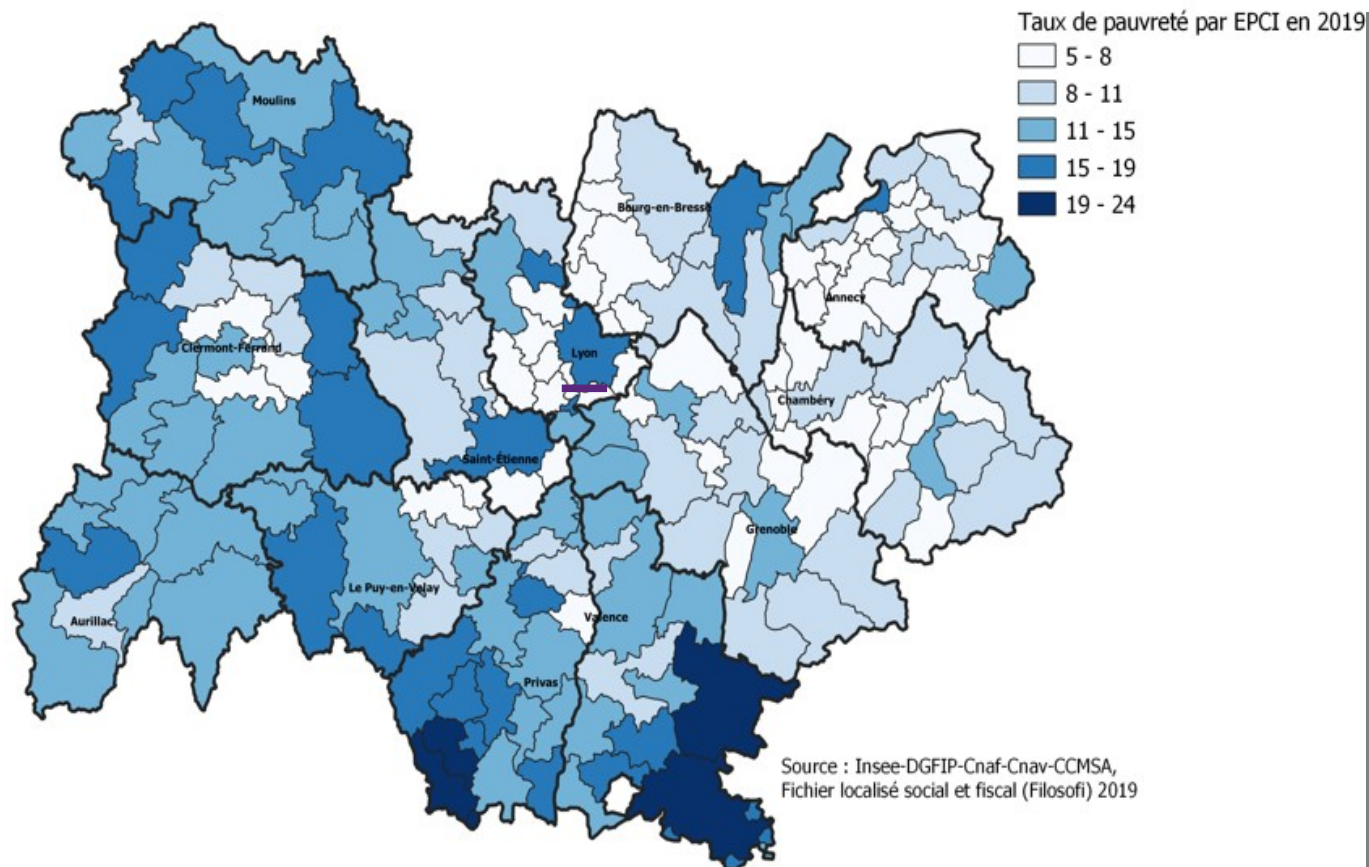 Taux de pauvreté par EPCI en 2019
5 - 8
8 - 11
11 - 15
15 - 19
19 - 24
Moulins
Bourg-en-Bresse
Annecy
Clermont-Ferrand
Lyon
Chambéry
Saint-Étienne
Grenoble
Le Puy-en-Velay
Valence
Aurillac
Privas
Source : Insee-DGFIP-Cnaf-Cnav-CCMSA,
Fichier localisé social et fiscal (Filosofi) 2019